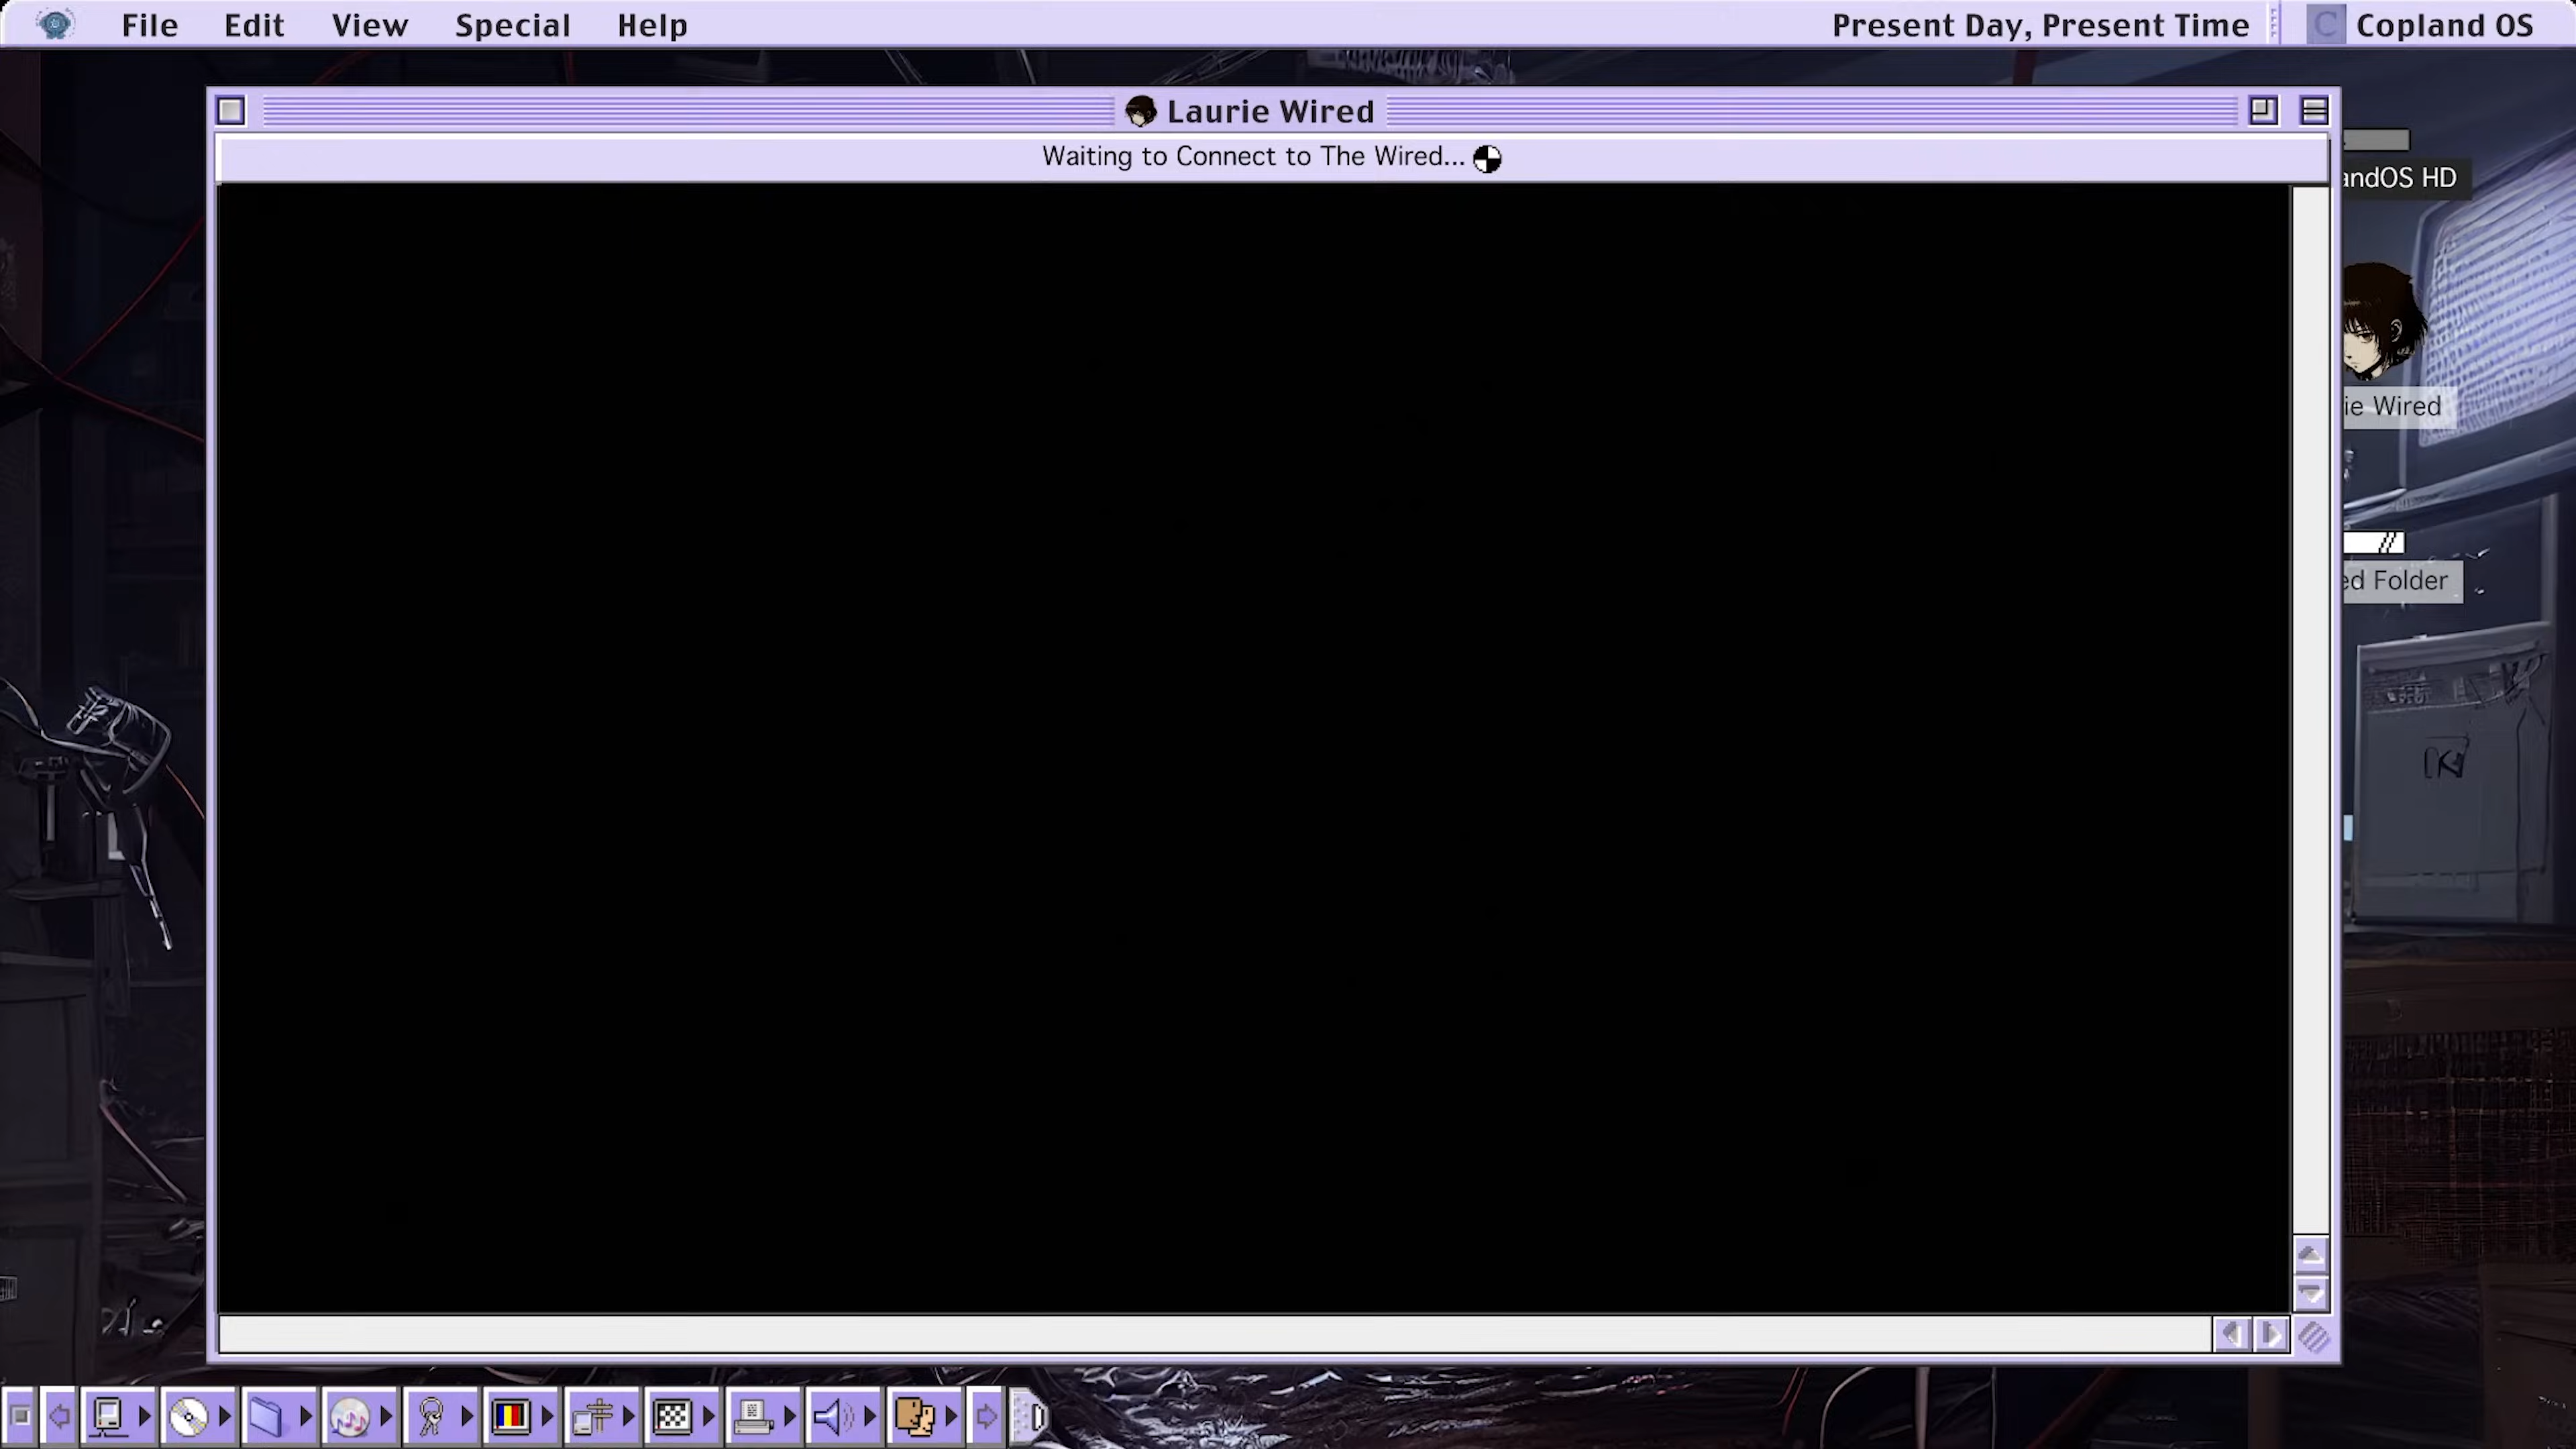 File Edit View Special Help Present Day, Present Time C Copland OS
Laurie Wired
Waiting to Connect to The Wired...
andOS HD
ie Wired
ed Folder